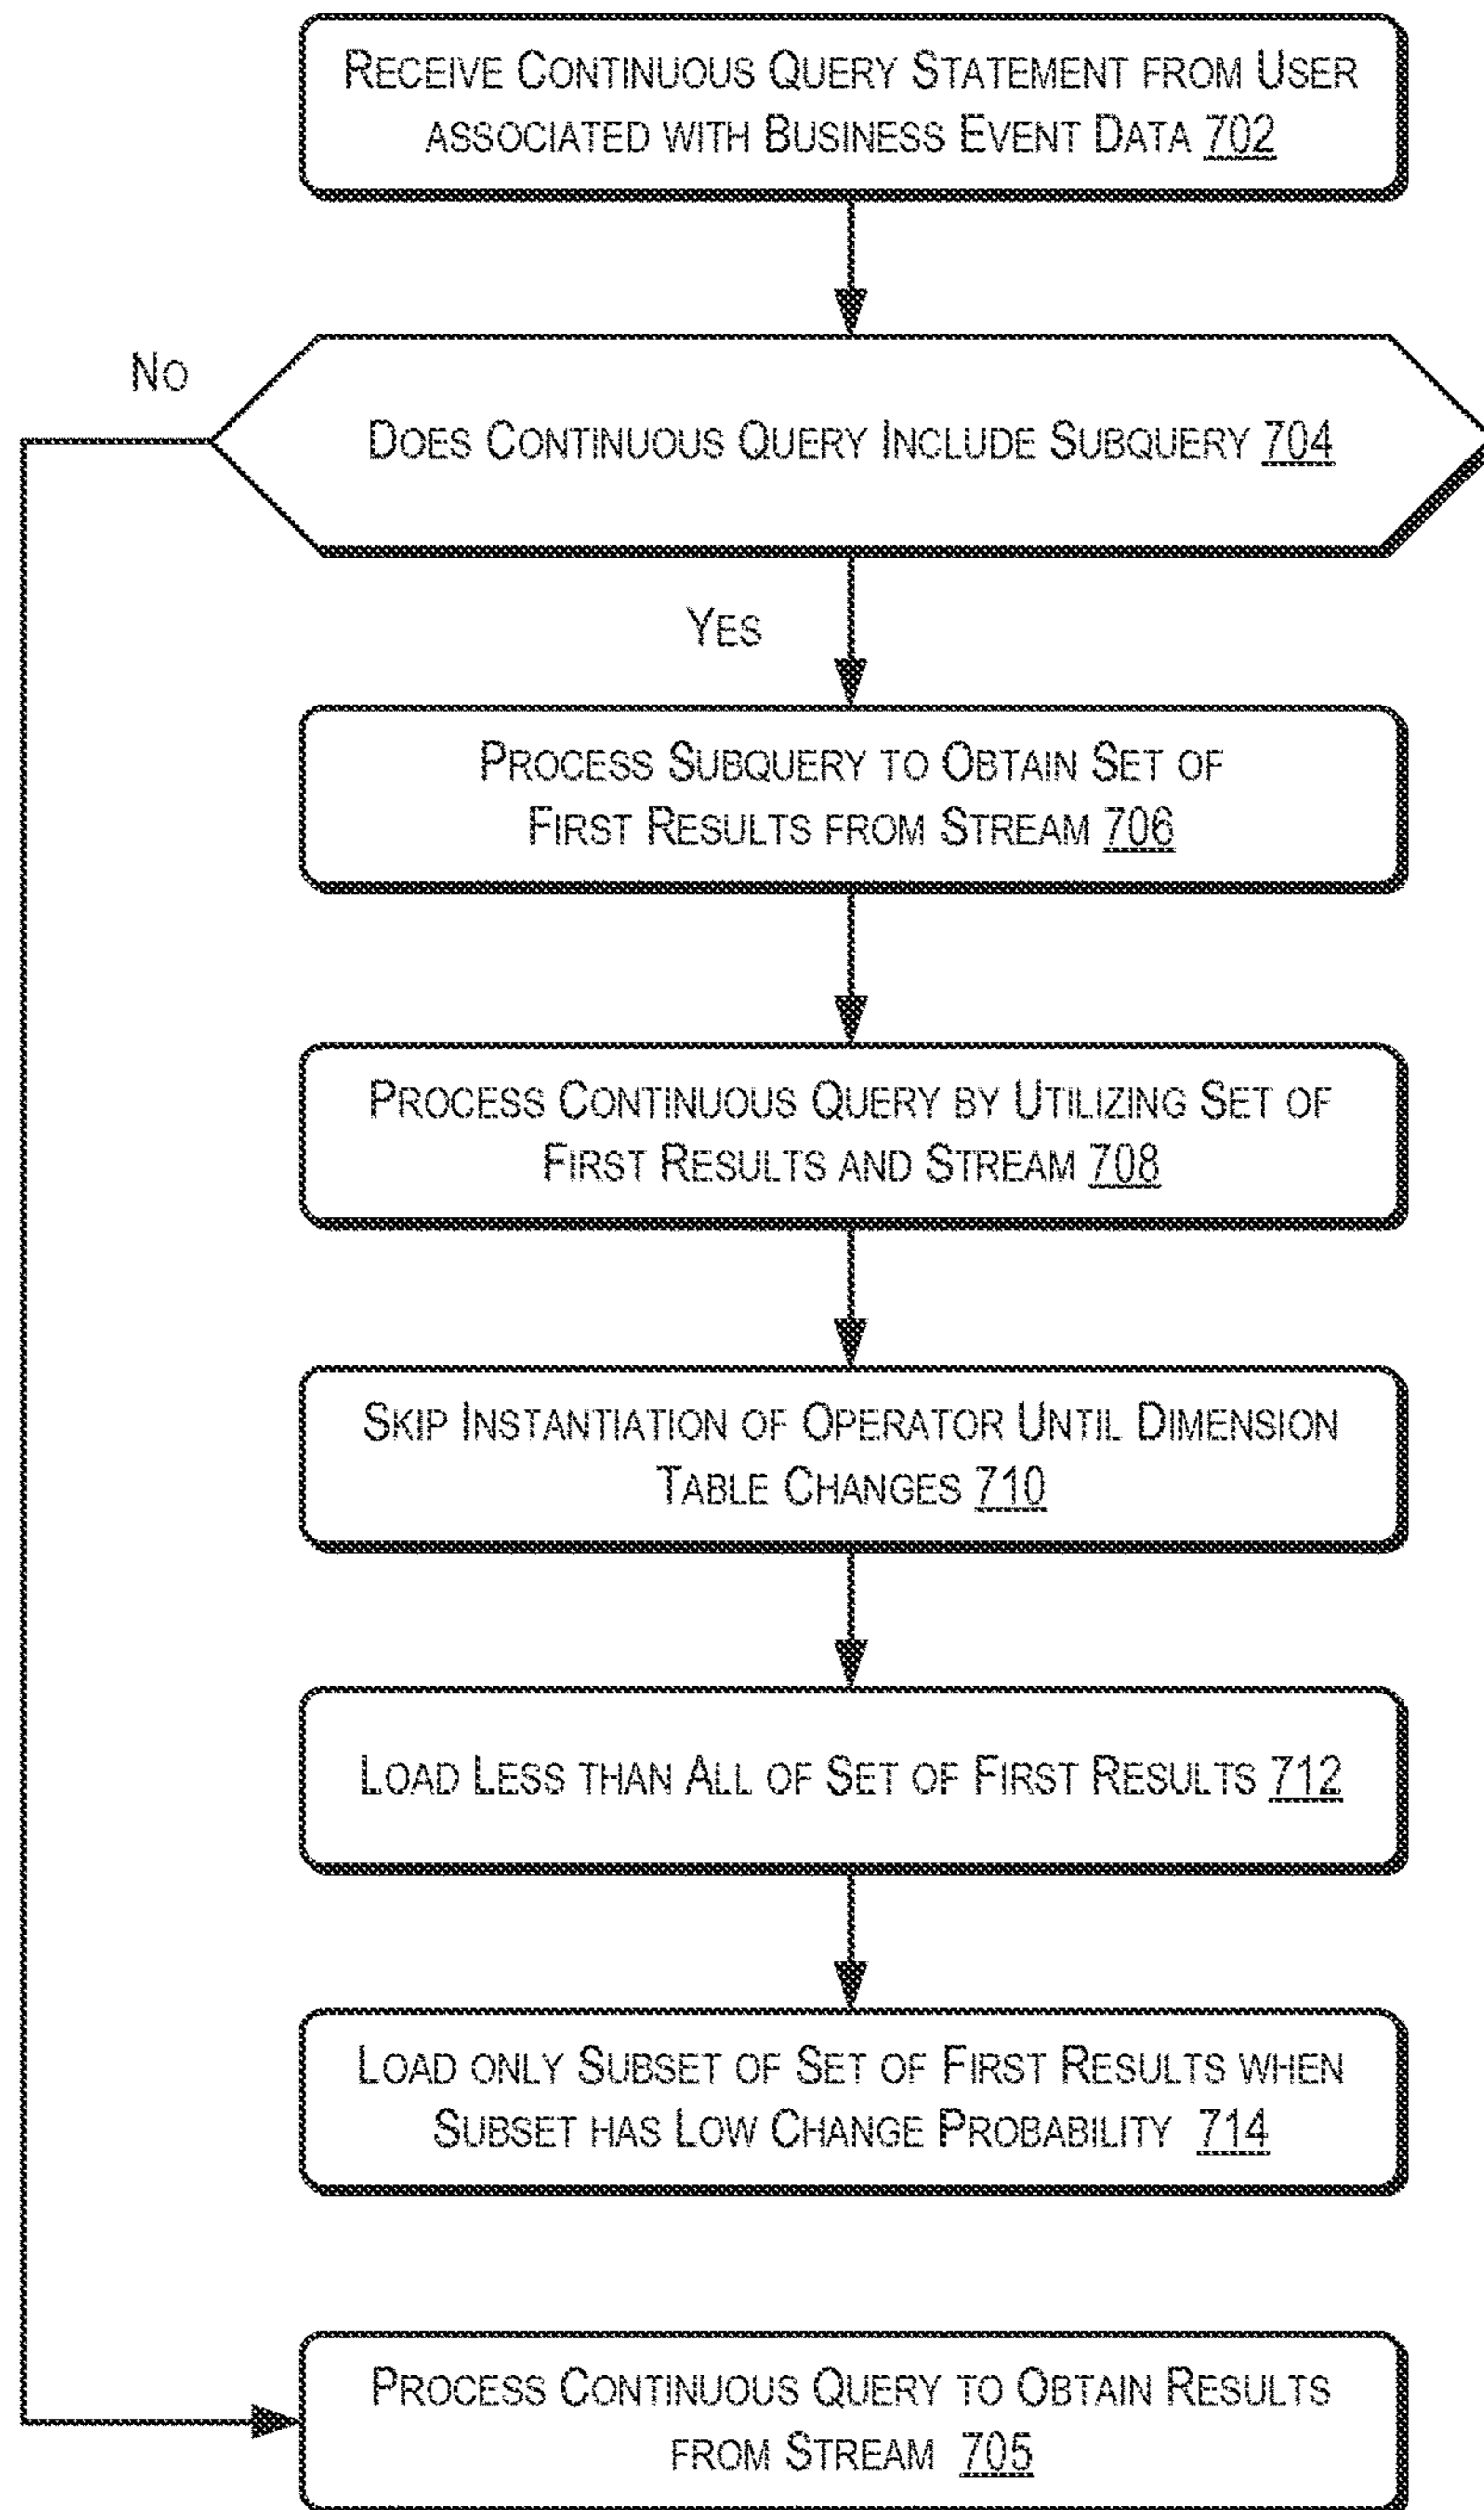 RECEIVE CONTINUOUS QUERY STATEMENT FROM USER
ASSOCIATED WITH BUSINESS EVENT DATA 702
NO
DOES CONTINUOUS QUERY INCLUDE SUBQUERY 704
YES
PROCESS SUBQUERY TO OBTAIN SET OF
FIRST RESULTS FROM STREAM 706
PROCESS CONTINUOUS QUERY BY UTILIZING SET OF
FIRST RESULTS AND STREAM 708
SKIP INSTANTIATION OF OPERATOR UNTIL DIMENSION
TABLE CHANGES 710
LOAD LESS THAN ALL OF SET OF FIRST RESULTS 712
LOAD ONLY SUBSET OF SET OF FIRST RESULTS WHEN
SUBSET HAS LOW CHANGE PROBABILITY 714
PROCESS CONTINUOUS QUERY TO OBTAIN RESULTS
FROM STREAM 705